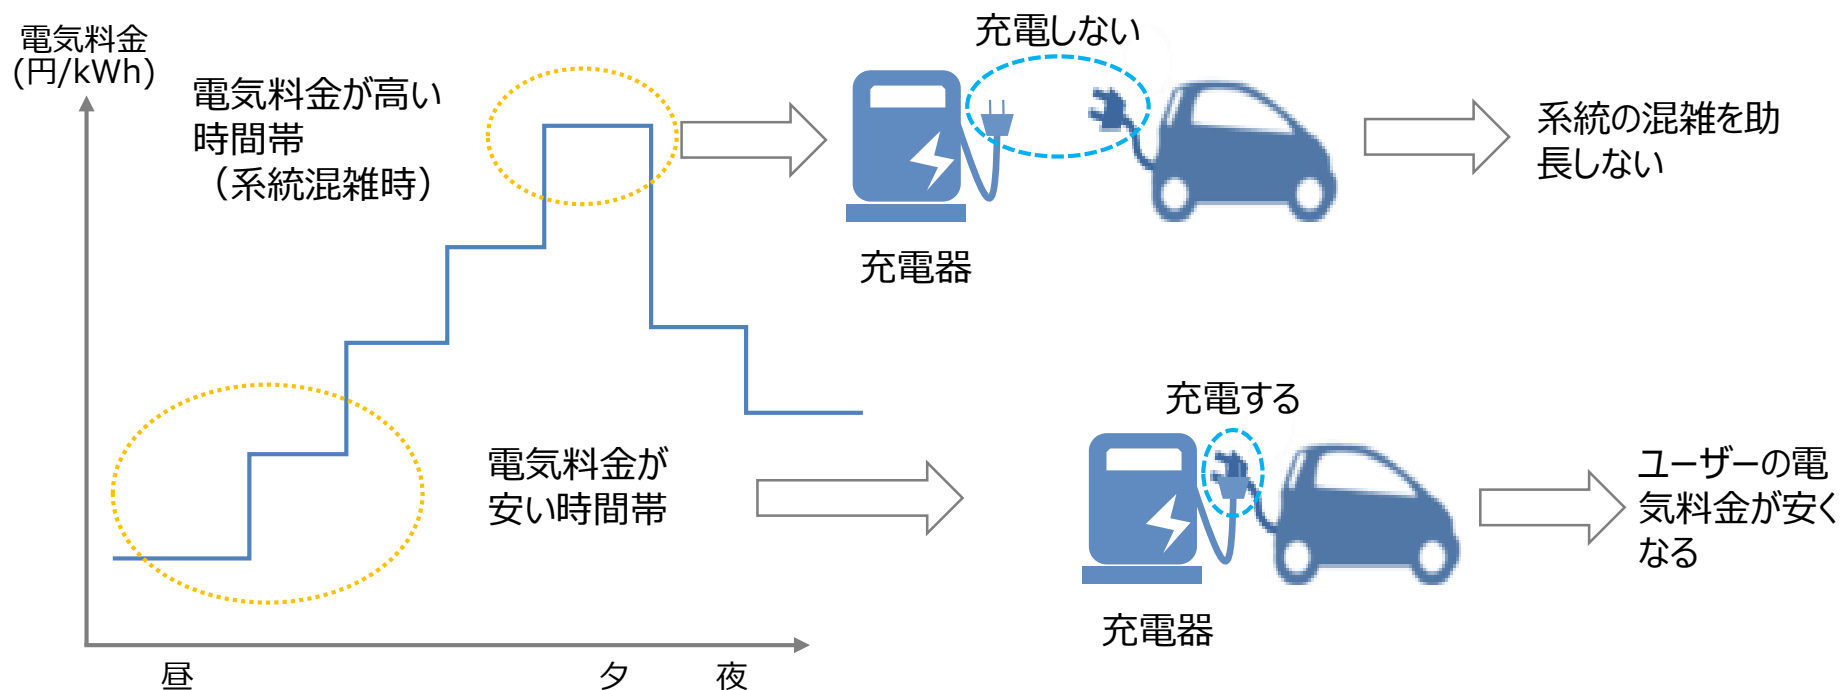 電気料金
(円/kWh)
電気料金が高い
時間帯
（系統混雑時）
充電しない
充電器
系統の混雑を助
長しない
電気料金が
安い時間帯
充電する
充電器
ユーザーの電
気料金が安く
なる
昼
夕
夜